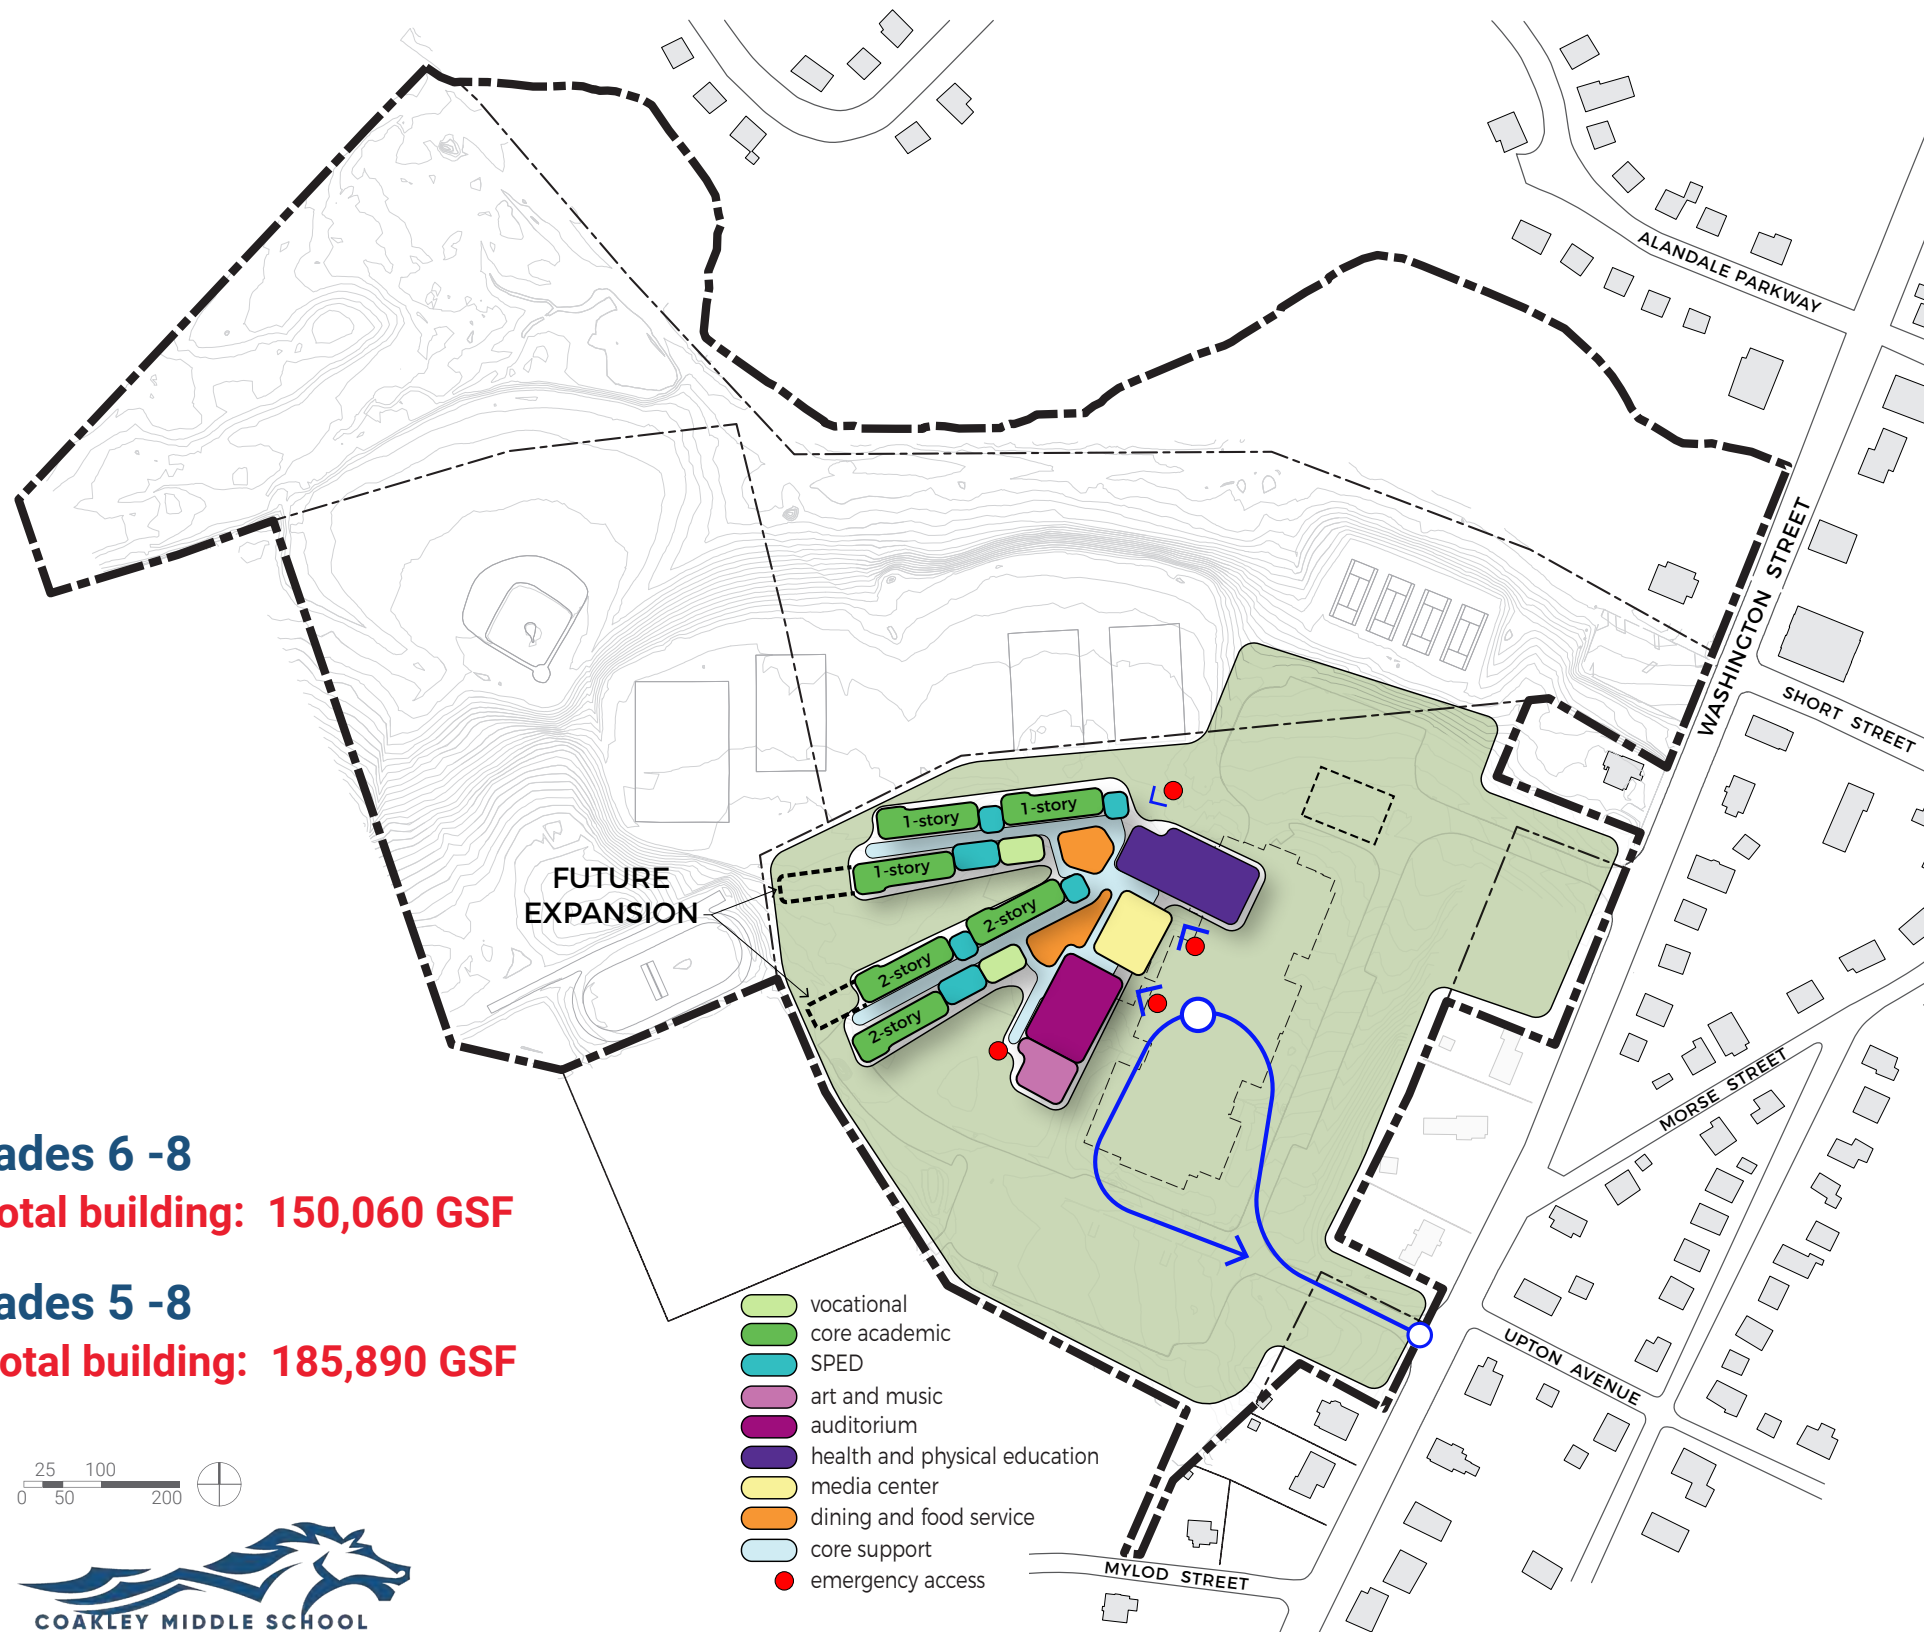 ALANDALE PARKWAY
WASHINGTON STREET
SHORT STREET
1-story
1-story
1-story
2-story
2-story
2-story
FUTURE
EXPANSION
MORSE STREET
ades 6 -8
otal building: 150,060 GSF
ades 5 -8
otal building: 185,890 GSF
UPTON AVENUE
vocational
core academic
SPED
art and music
auditorium
health and physical education
media center
dining and food service
core support
emergency access
25 100
0 50 200
MYLOD STREET
COAKLEY MIDDLE SCHOOL